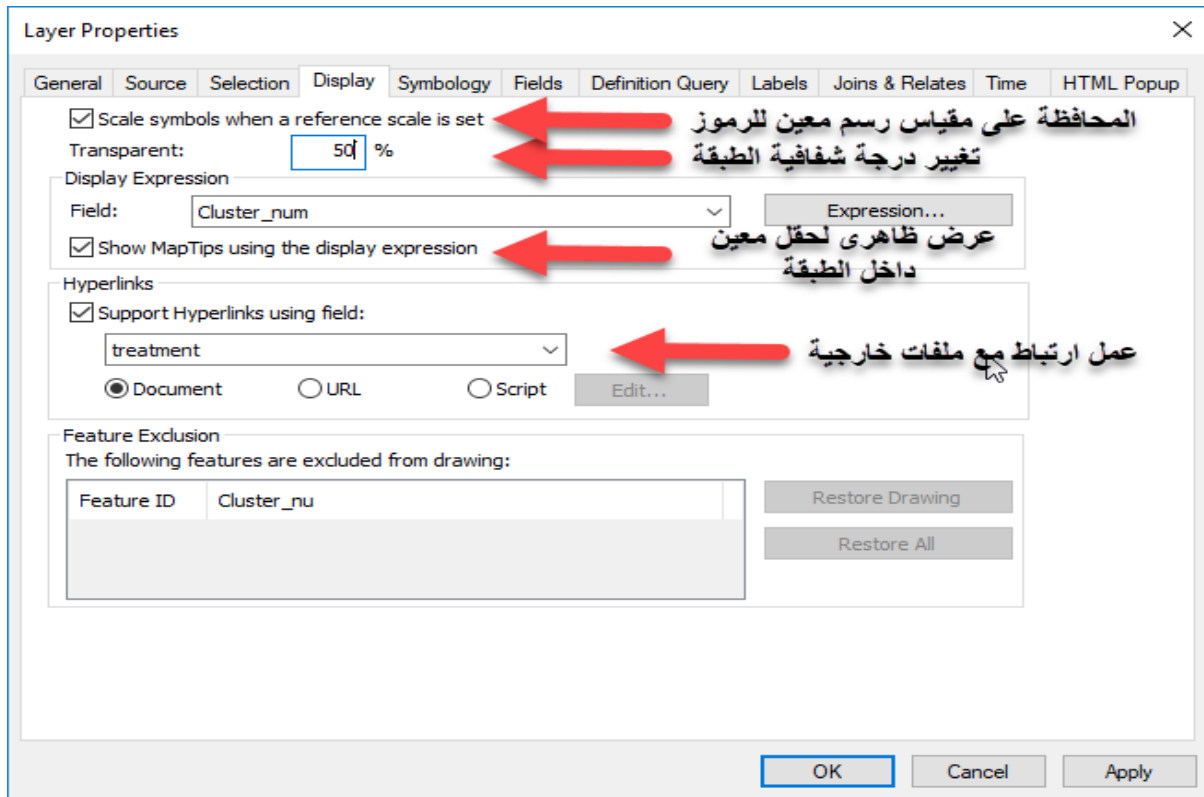 Layer Properties
General Source Selection Display Symbology Fields Definition Query Labels Joins & Relates Time HTML Popup
Scale symbols when a reference scale is set
المحافظة على مقياس رسم معين للرموز
Transparent: 50 %
تغيير درجة شفافية الطبقة
Display Expression
Field: Cluster_num Expression...
Show MapTips using the display expression
عرض ظاهرى لحقل معين
داخل الطبقة
Hyperlinks
Support Hyperlinks using field:
treatment
عمل ارتباط مع ملفات خارجية
Document URL Script Edit...
Feature Exclusion
The following features are excluded from drawing:
Feature ID Cluster_nu
Restore Drawing
Restore All
OK Cancel Apply